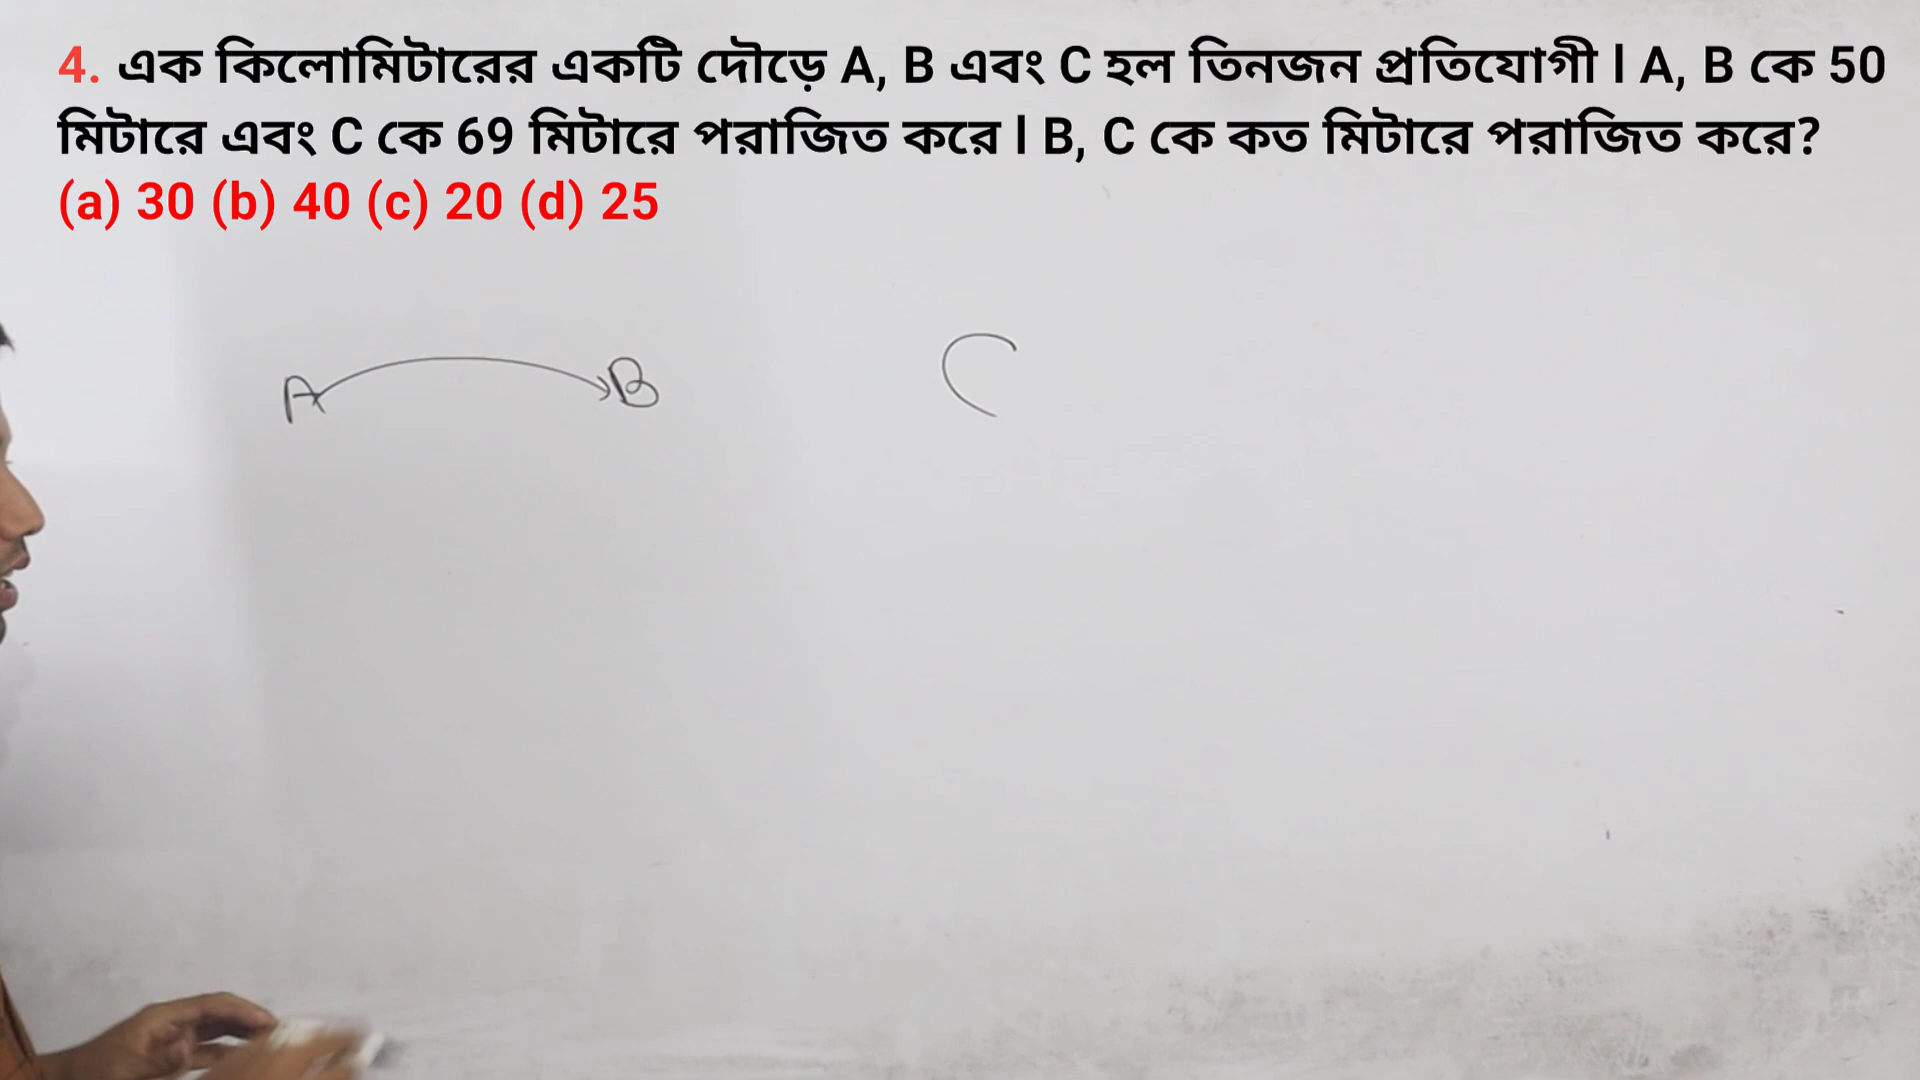 4. এক কিলোমিটারের একটি দৌড়ে A, B এবং C হল তিনজন প্রতিযোগী l A, B কে 50
মিটারে এবং C কে 69 মিটারে পরাজিত করে l B, C কে কত মিটারে পরাজিত করে?
(a) 30 (b) 40 (c) 20 (d) 25
A B C